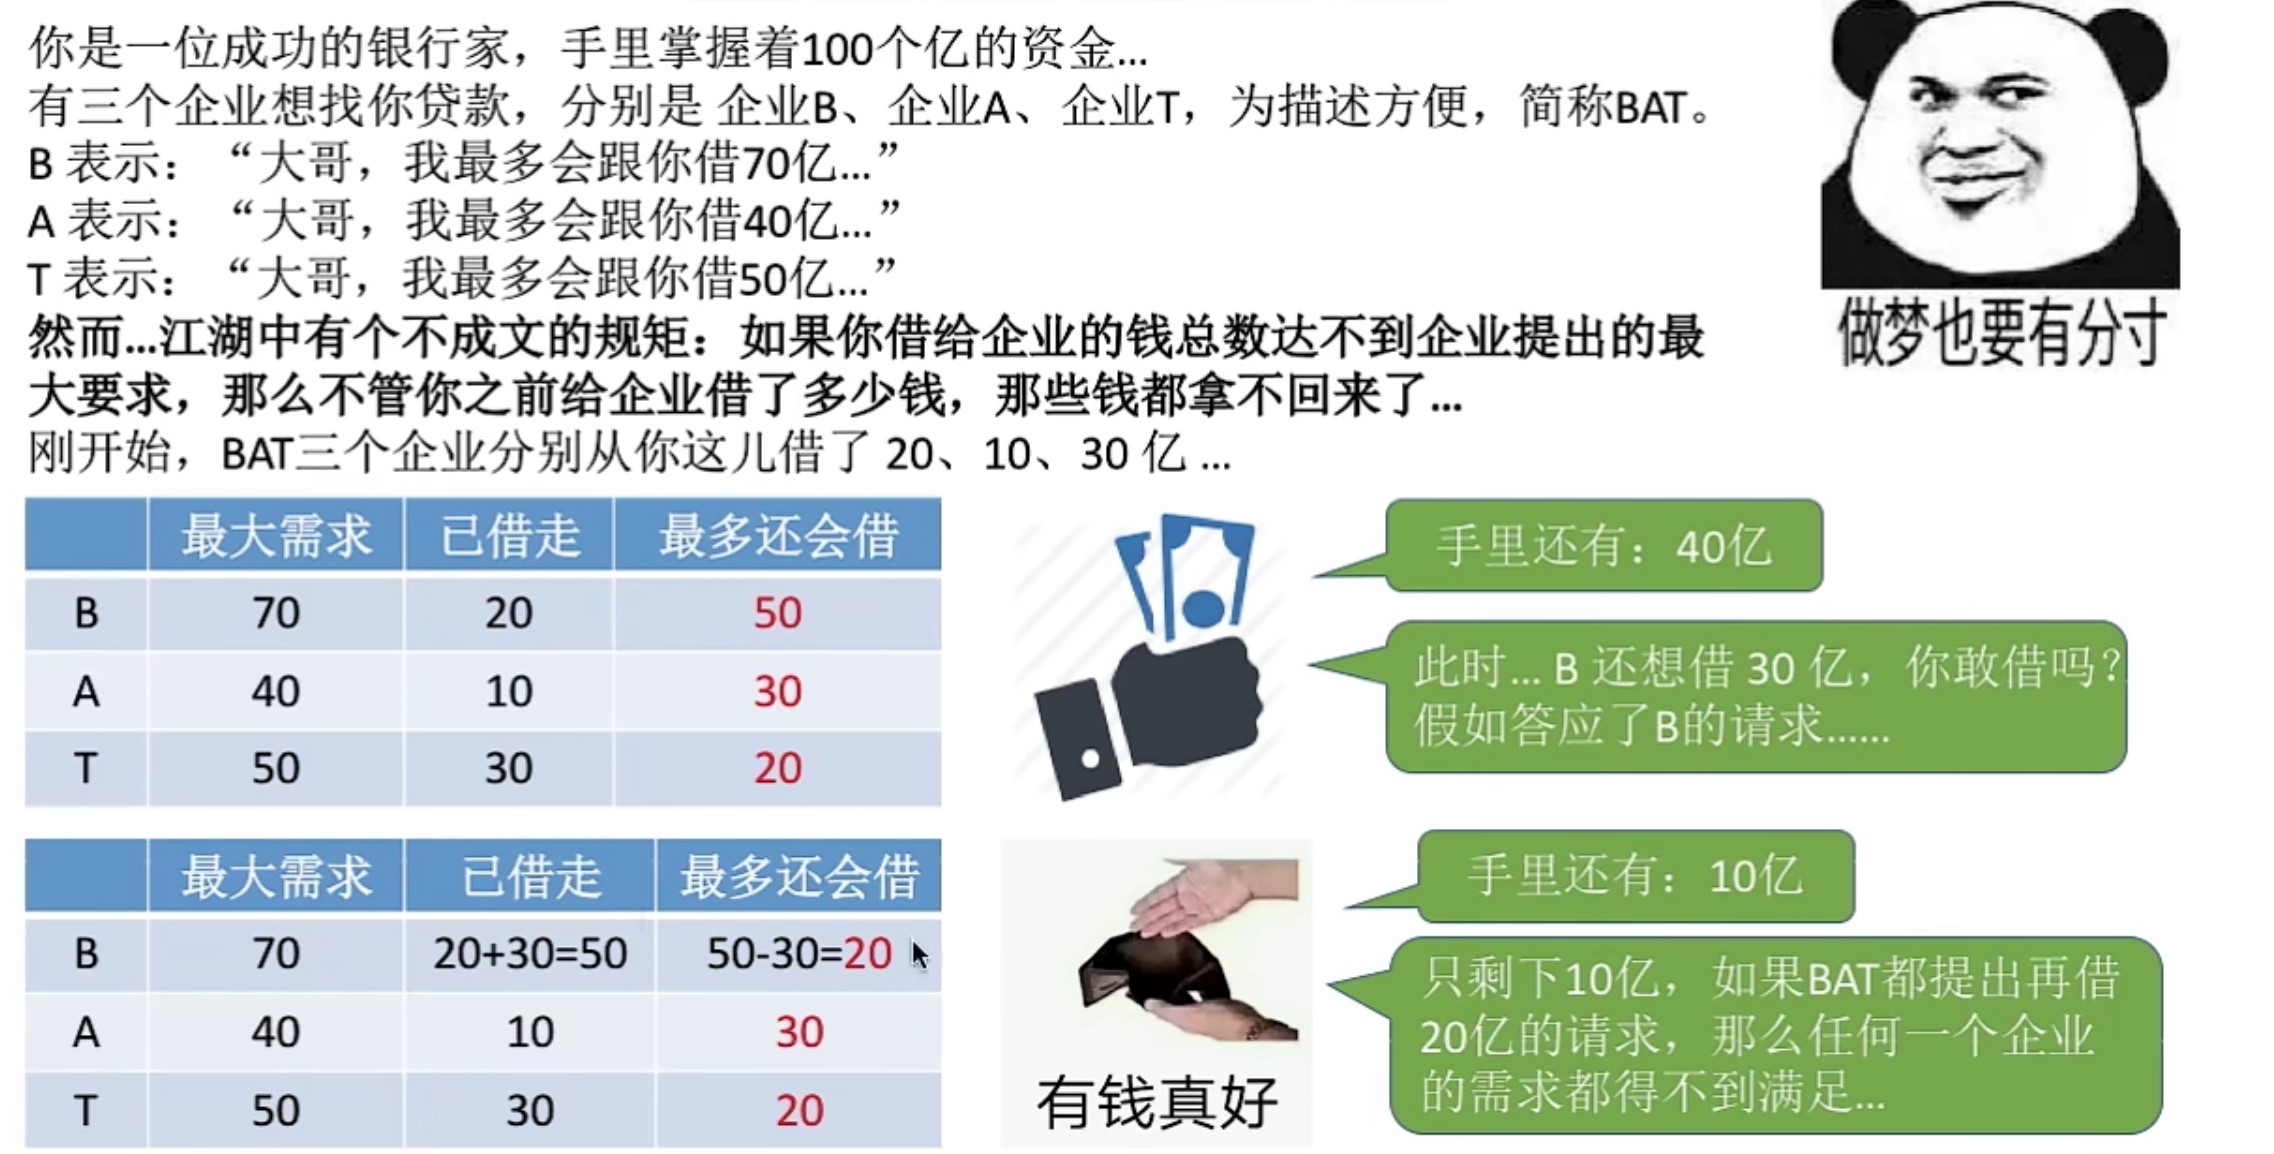 你是一位成功的银行家，手里掌握着100个亿的资金...
有三个企业想找你贷款，分别是 企业B、企业A、企业T，为描述方便，简称BAT。
B 表示：“大哥，我最多会跟你借70亿...”
A 表示：“大哥，我最多会跟你借40亿...”
T 表示：“大哥，我最多会跟你借50亿...”
然而...江湖中有个不成文的规矩：如果你借给企业的钱总数达不到企业提出的最
大要求，那么不管你之前给企业借了多少钱，那些钱都拿不回来了...
刚开始，BAT三个企业分别从你这儿借了 20、10、30 亿 ...
做梦也要有分寸
最大需求 已借走 最多还会借
B 70 20 50
A 40 10 30
T 50 30 20
手里还有：40亿
此时... B 还想借 30 亿，你敢借吗？
假如答应了B的请求......
最大需求 已借走 最多还会借
B 70 20+30=50 50-30=20
A 40 10 30
T 50 30 20
有钱真好
手里还有：10亿
只剩下10亿，如果BAT都提出再借
20亿的请求，那么任何一个企业
的需求都得不到满足...